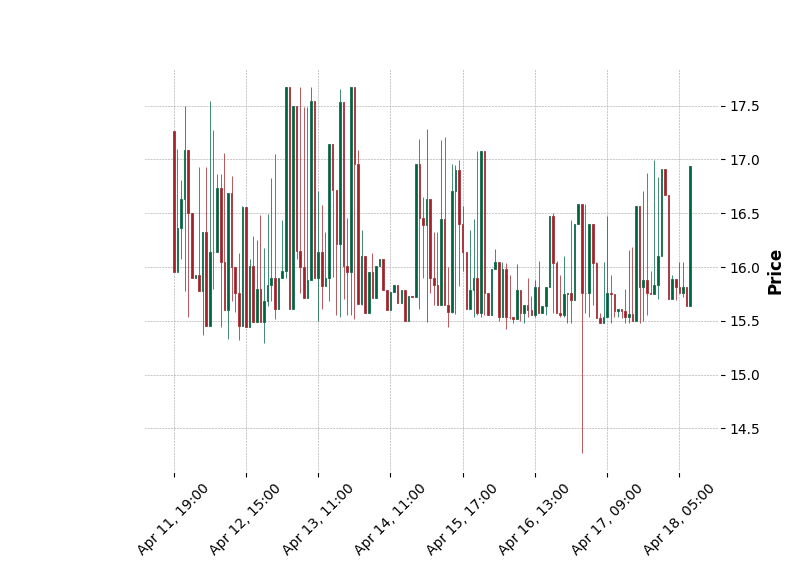 17.5
17.0
16.5
16.0
15.5
15.0
14.5
Price
Apr 11, 19:00
Apr 12, 15:00
Apr 13, 11:00
Apr 14, 11:00
Apr 15, 17:00
Apr 16, 13:00
Apr 17, 09:00
Apr 18, 05:00